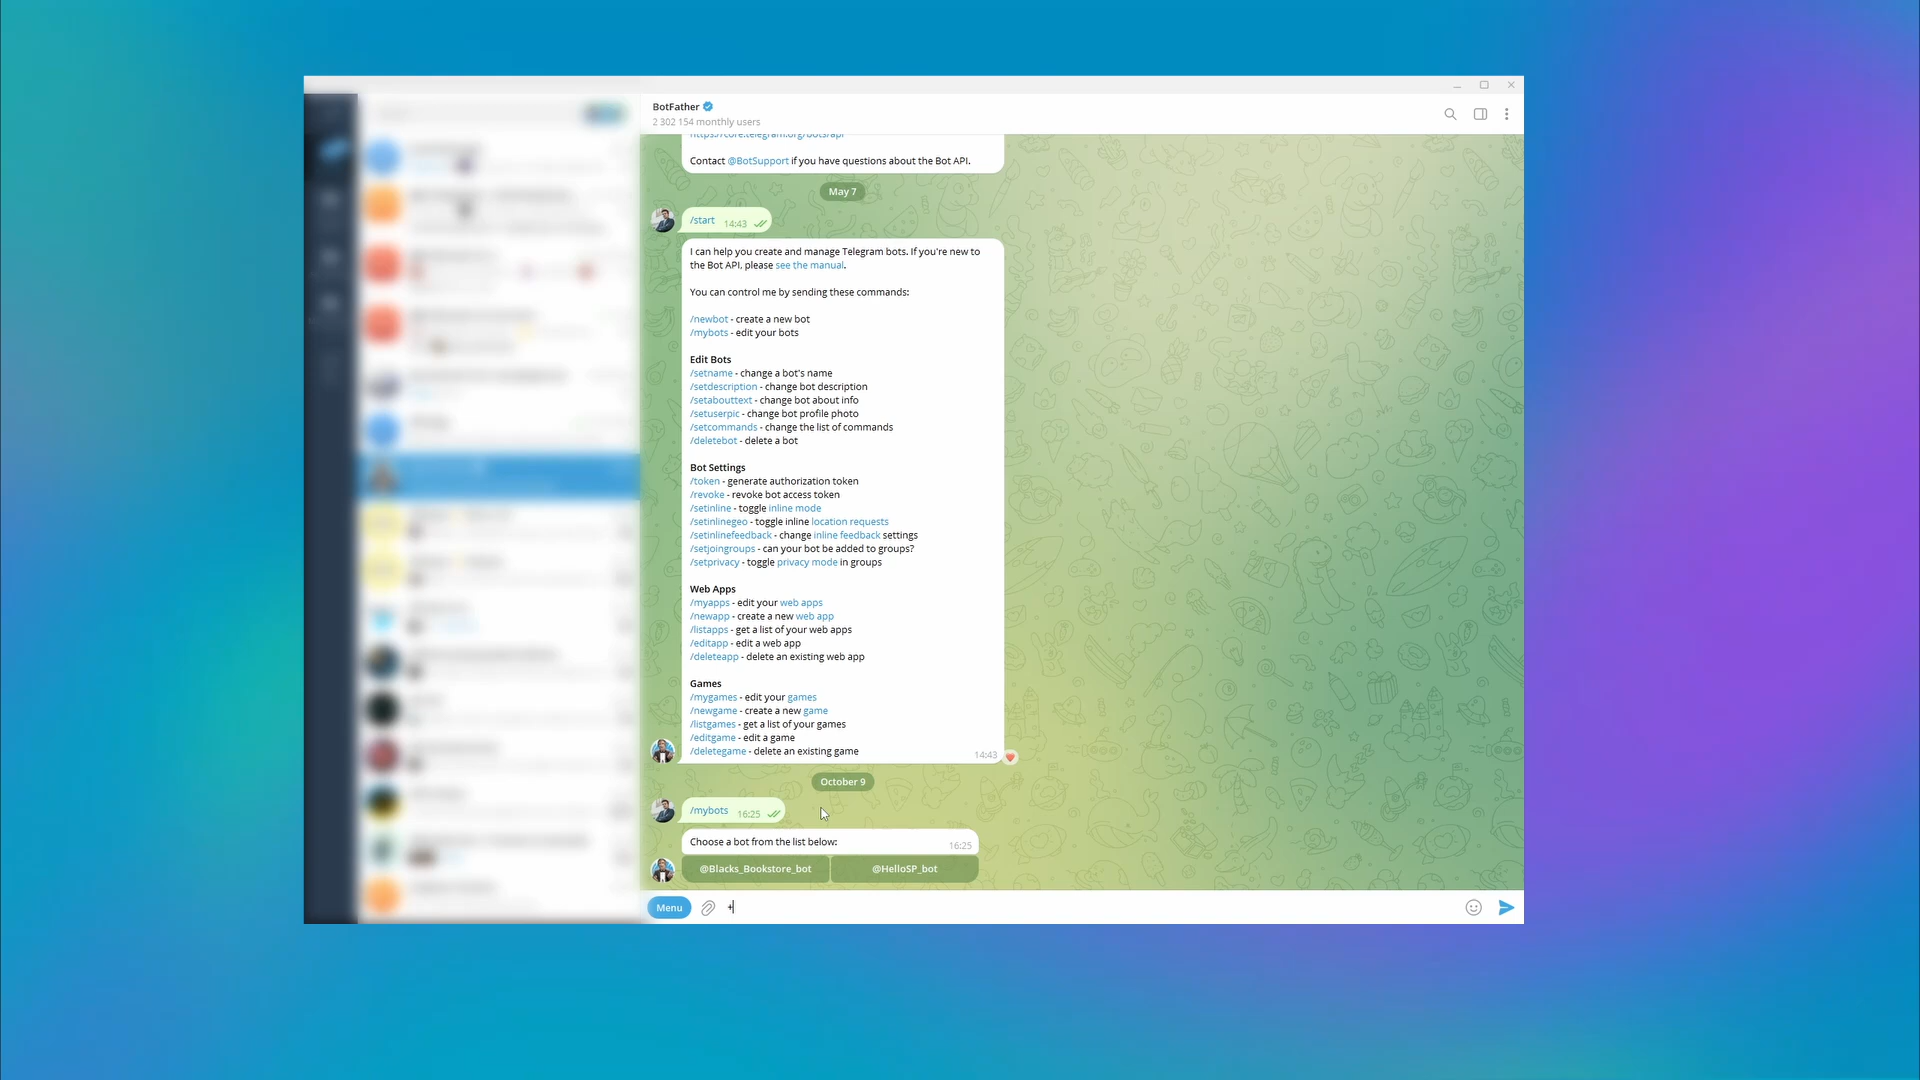 BotFather
2 302 154 monthly users
https://core.telegram.org/bots/api
Contact @BotSupport if you have questions about the Bot API.
May 7
/start 14:43
I can help you create and manage Telegram bots. If you're new to
the Bot API, please see the manual.
You can control me by sending these commands:
/newbot - create a new bot
/mybots - edit your bots
Edit Bots
/setname - change a bot's name
/setdescription - change bot description
/setabouttext - change bot about info
/setuserpic - change bot profile photo
/setcommands - change the list of commands
/deletebot - delete a bot
Bot Settings
/token - generate authorization token
/revoke - revoke bot access token
/setinline - toggle inline mode
/setinlinegeo - toggle inline location requests
/setinlinefeedback - change inline feedback settings
/setjoingroups - can your bot be added to groups?
/setprivacy - toggle privacy mode in groups
Web Apps
/myapps - edit your web apps
/newapp - create a new web app
/listapps - get a list of your web apps
/editapp - edit a web app
/deleteapp - delete an existing web app
Games
/mygames - edit your games
/newgame - create a new game
/listgames - get a list of your games
/editgame - edit a game
/deletegame - delete an existing game
14:43
October 9
/mybots 16:25
Choose a bot from the list below:
16:25
@Blacks_Bookstore_bot @HelloSP_bot
Menu